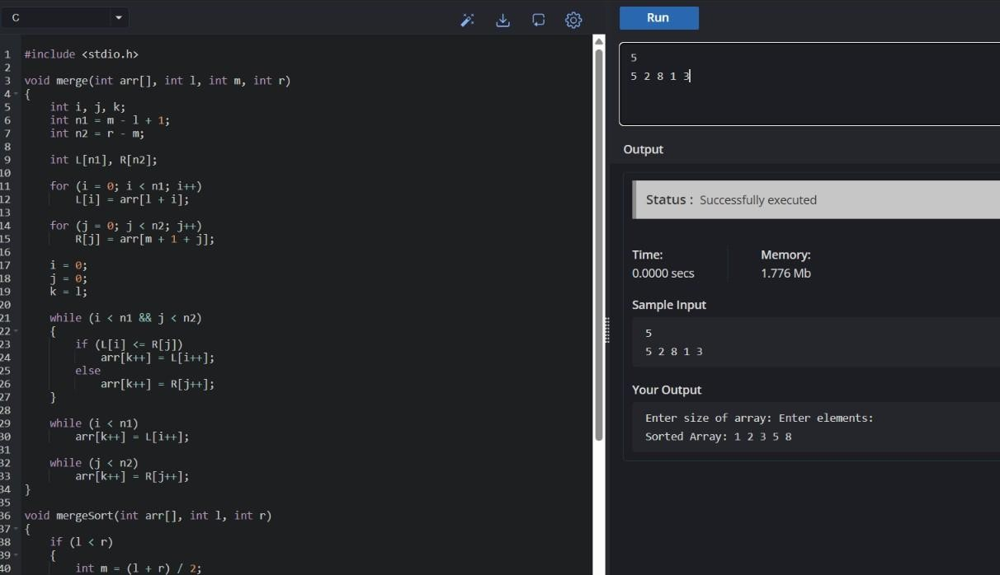 C
1 #include <stdio.h>
2
3 void merge(int arr[], int l, int m, int r)
4 {
5     int i, j, k;
6     int n1 = m - l + 1;
7     int n2 = r - m;
8
9     int L[n1], R[n2];
10
11     for (i = 0; i < n1; i++)
12         L[i] = arr[l + i];
13
14     for (j = 0; j < n2; j++)
15         R[j] = arr[m + 1 + j];
16
17     i = 0;
18     j = 0;
19     k = l;
20
21     while (i < n1 && j < n2)
22     {
23         if (L[i] <= R[j])
24             arr[k++] = L[i++];
25         else
26             arr[k++] = R[j++];
27     }
28
29     while (i < n1)
30         arr[k++] = L[i++];
31
32     while (j < n2)
33         arr[k++] = R[j++];
34 }
35
36 void mergeSort(int arr[], int l, int r)
37 {
38     if (l < r)
39     {
40         int m = (l + r) / 2;
Run
5
5 2 8 1 3
Output
Status : Successfully executed
Time: Memory:
0.0000 secs 1.776 Mb
Sample Input
5
5 2 8 1 3
Your Output
Enter size of array: Enter elements:
Sorted Array: 1 2 3 5 8